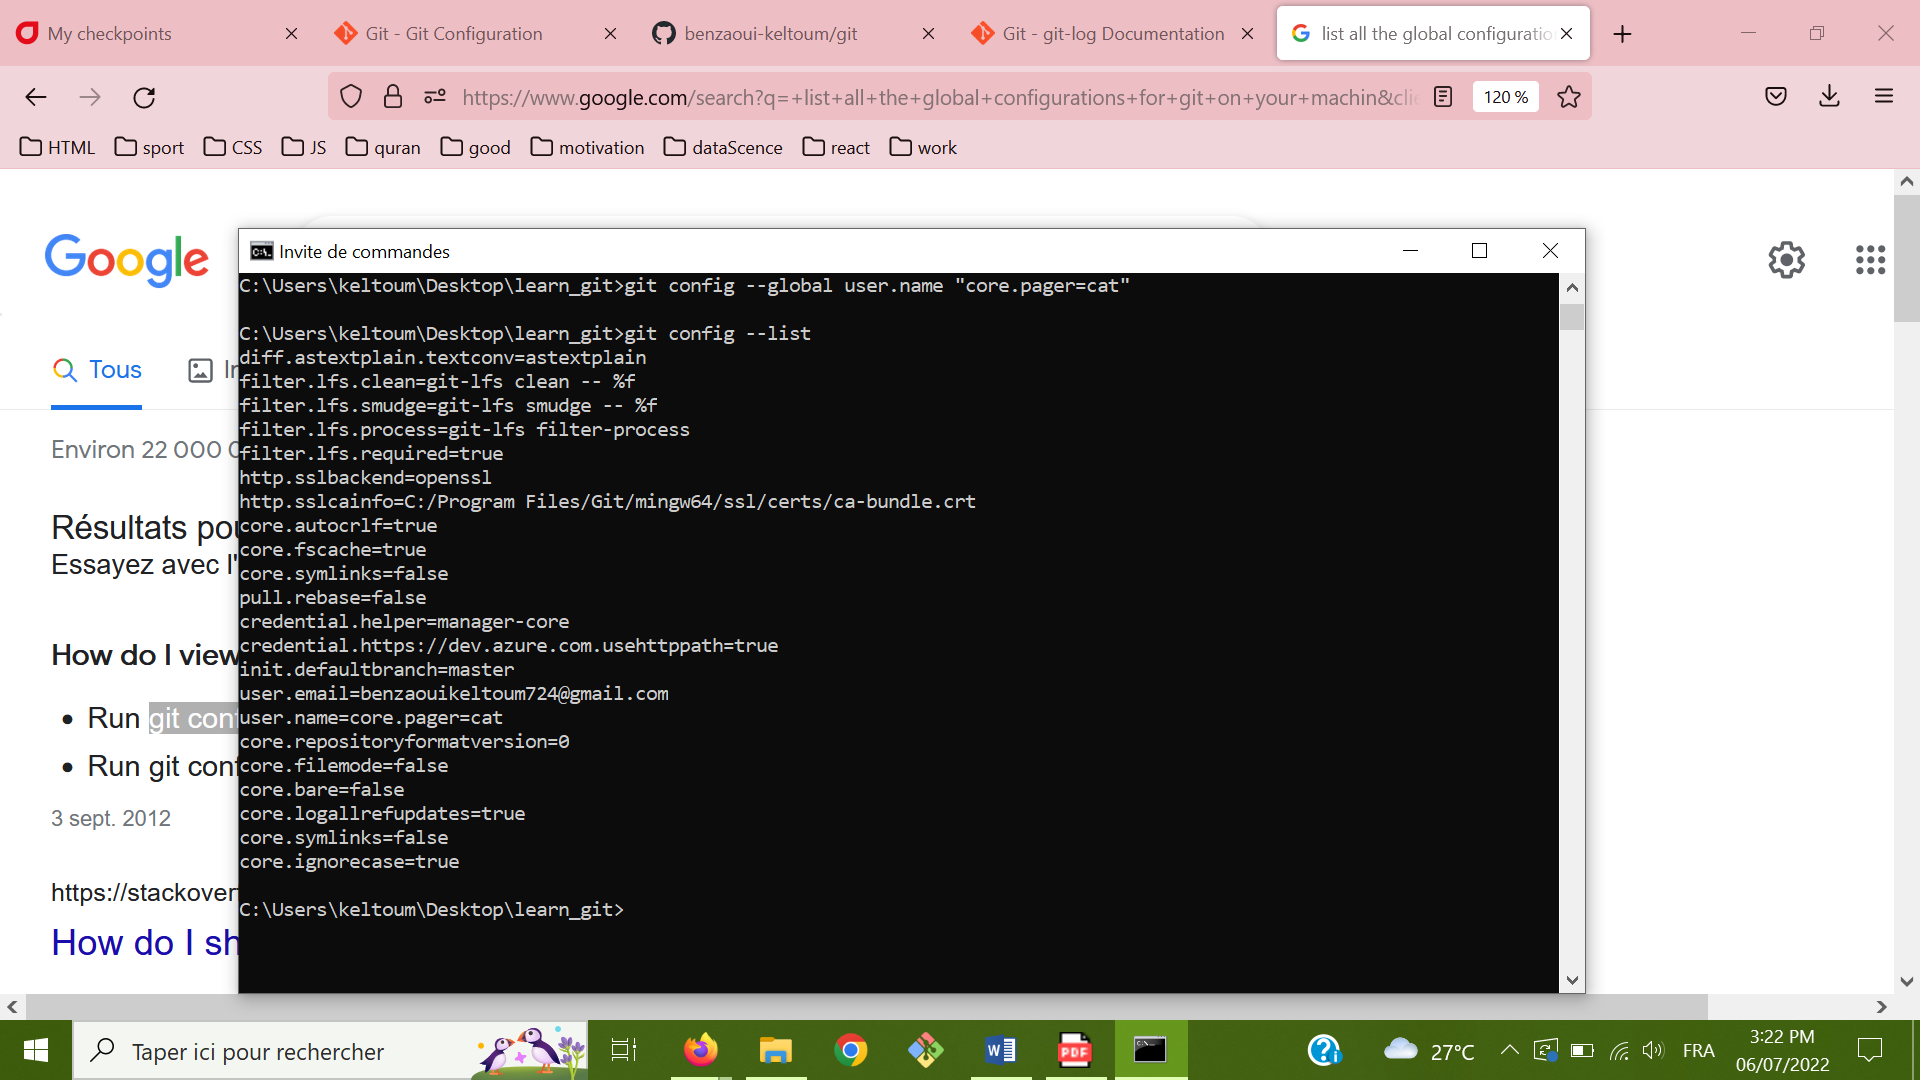 My checkpoints
Git - Git Configuration
benzaoui-keltoum/git
Git - git-log Documentation
list all the global configuratio
https://www.google.com/search?q=+list+all+the+global+configurations+for+git+on+your+machin&clie
120 %
HTML
sport
CSS
JS
quran
good
motivation
dataScence
react
work
Google
Tous
Environ 22 000 0
Résultats pou
Essayez avec l'
How do I view
Run git conf
Run git conf
3 sept. 2012
https://stackover
How do I sh
Invite de commandes
C:\Users\keltoum\Desktop\learn_git>git config --global user.name "core.pager=cat"
C:\Users\keltoum\Desktop\learn_git>git config --list
diff.astextplain.textconv=astextplain
filter.lfs.clean=git-lfs clean -- %f
filter.lfs.smudge=git-lfs smudge -- %f
filter.lfs.process=git-lfs filter-process
filter.lfs.required=true
http.sslbackend=openssl
http.sslcainfo=C:/Program Files/Git/mingw64/ssl/certs/ca-bundle.crt
core.autocrlf=true
core.fscache=true
core.symlinks=false
pull.rebase=false
credential.helper=manager-core
credential.https://dev.azure.com.usehttppath=true
init.defaultbranch=master
user.email=benzaouikeltoum724@gmail.com
user.name=core.pager=cat
core.repositoryformatversion=0
core.filemode=false
core.bare=false
core.logallrefupdates=true
core.symlinks=false
core.ignorecase=true
C:\Users\keltoum\Desktop\learn_git>
Taper ici pour rechercher
27°C
FRA
3:22 PM
06/07/2022